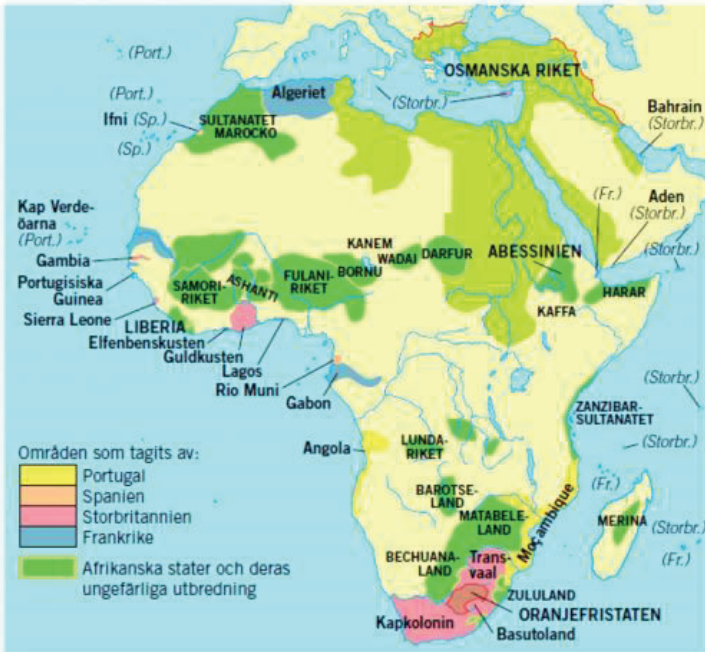 (Port.)
OSMANSKA RIKET
(Port.)
Algeriet
(Storbr.)
Ifni (Sp.)
SULTANATET
MAROCKO
Bahrain
(Storbr.)
(Sp.)
(Fr.)
Aden
(Storbr.)
Kap Verde-
öarna
(Port.)
(Storbr.)
KANEM
WADAI
DARFUR
ABESSINIEN
Gambia
FULANI-
RIKET
BORNU
Portugisiska
Guinea
SAMORI-
RIKET
ASHANTI
HARAR
KAFFA
Sierra Leone
LIBERIA
Elfenbenskusten
Guldkusten
Lagos
Rio Muni
Gabon
(Storbr.)
ZANZIBAR-
SULTANATET
(Storbr.)
Angola
LUNDA-
RIKET
Områden som tagits av:
Portugal
Spanien
Storbritannien
Frankrike
Afrikanska stater och deras
ungefärliga utbredning
BAROTSE-
LAND
MATABELE-
LAND
Moçambique
(Fr.)
MERINA
(Storbr.)
(Fr.)
BECHUANA-
LAND
Trans-
vaal
ZULULAND
ORANJEFRISTATEN
Kapkolonin
Basutoland